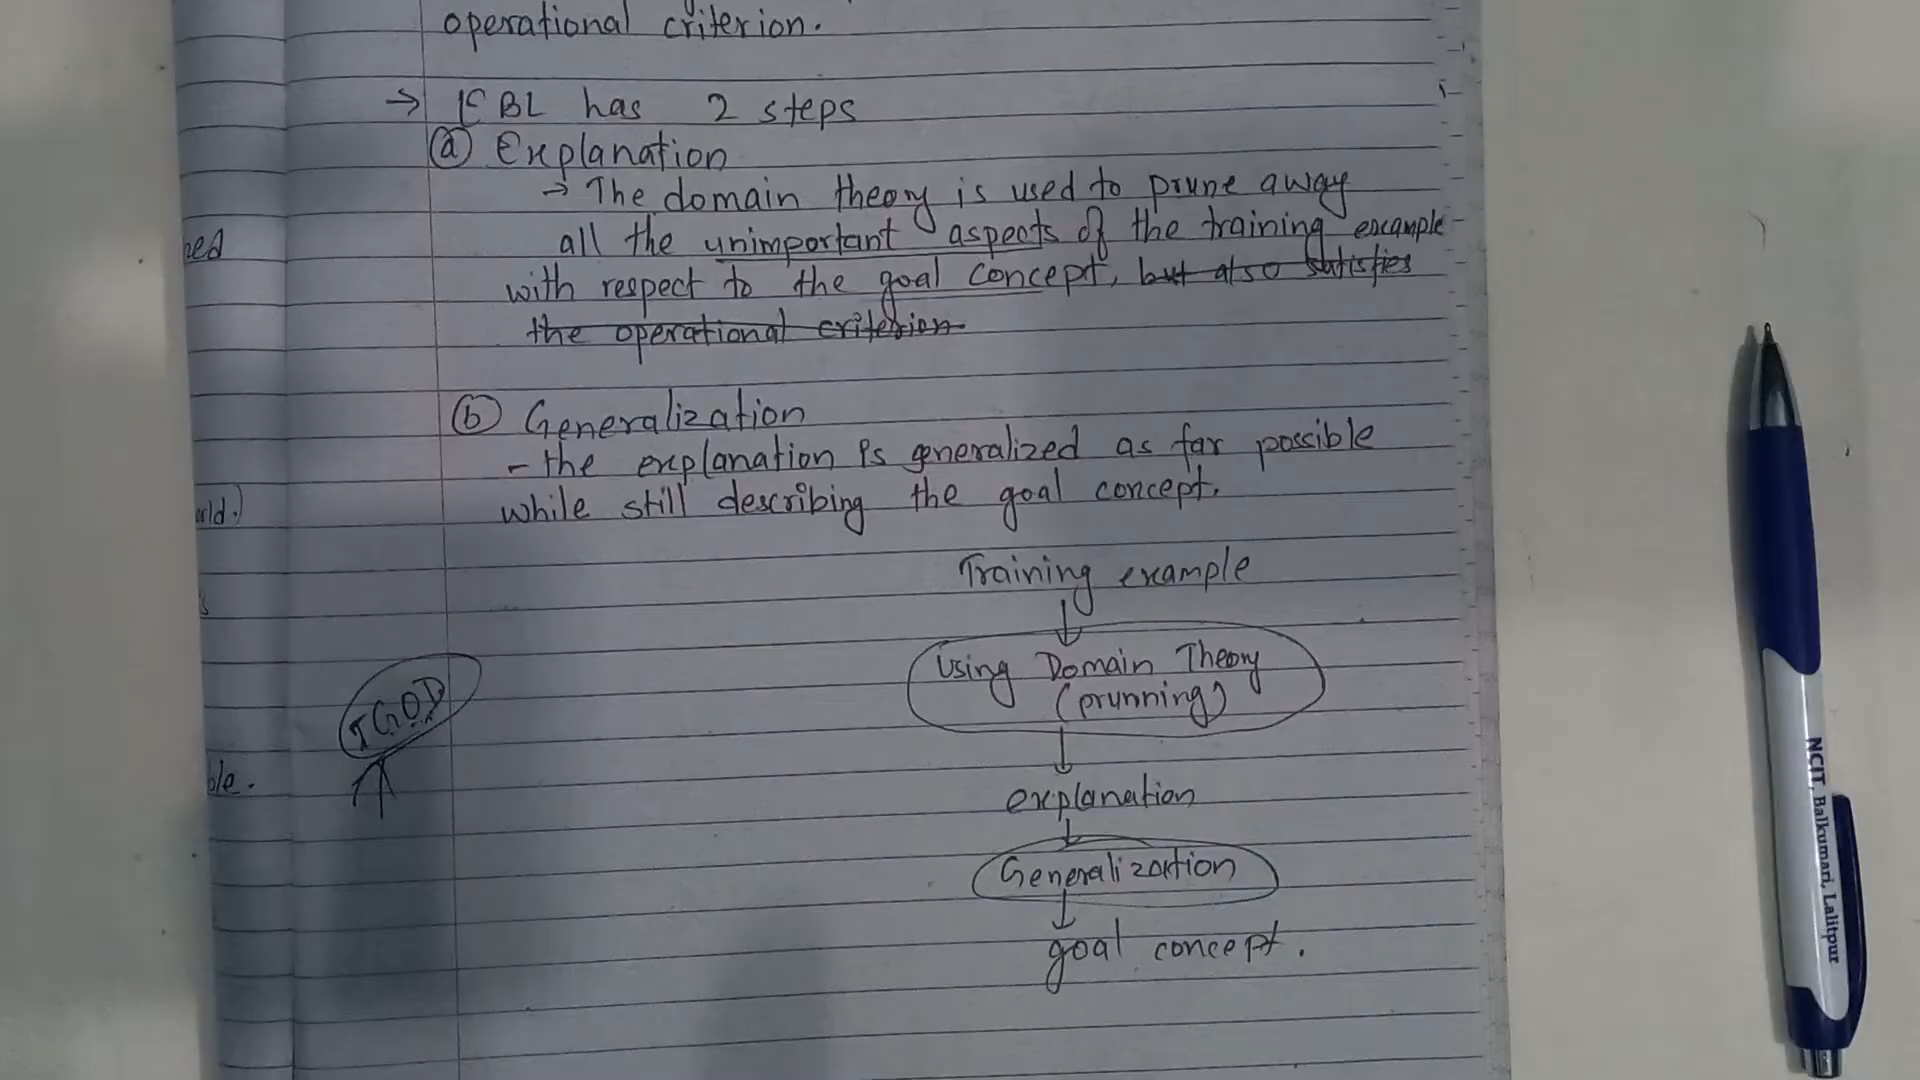 operational criterion.
→ EBL has 2 steps
ⓐ Explanation
→ The domain theory is used to prune away
ned
all the unimportant aspects of the training example
with respect to the goal concept, but also satisfies
the operational criterion
ⓑ Generalization
- the explanation is generalized as far possible
orld.)
while still describing the goal concept.
Training example
s
Using Domain Theory
(prunning)
TGOD
ble.
explanation
Generalization
goal concept.
NCIT, Balkumari, Lalitpur